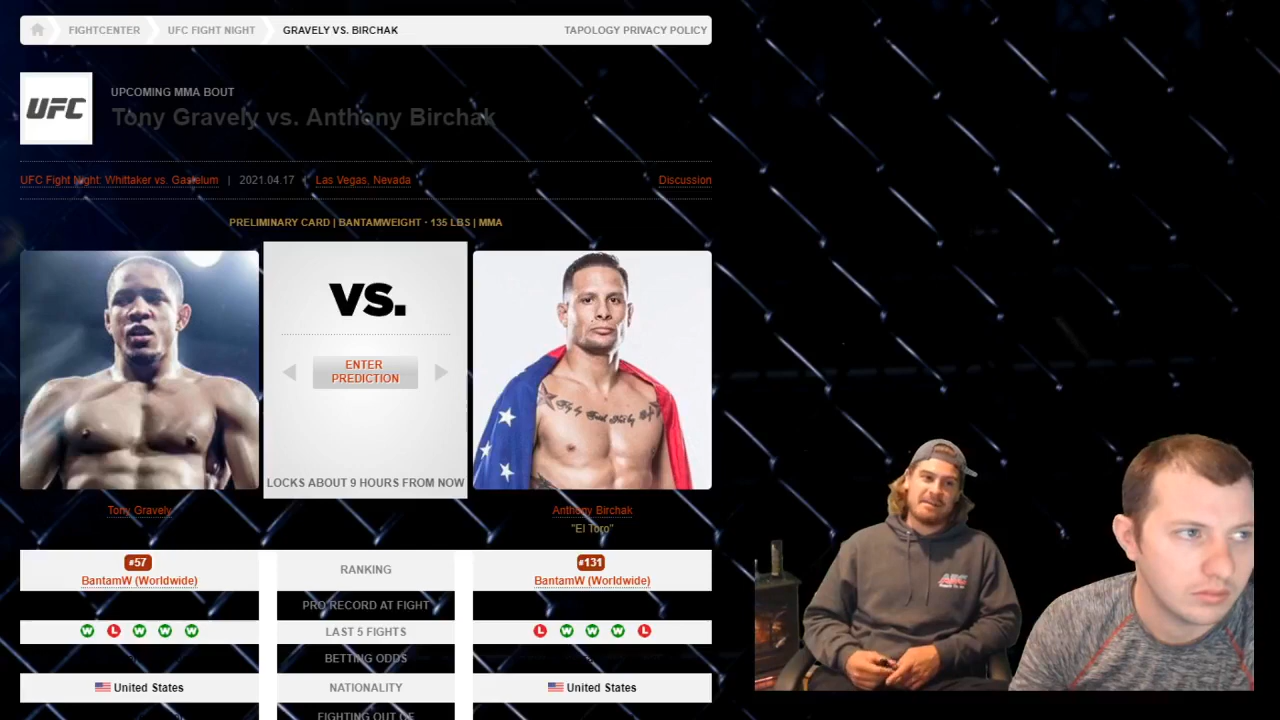 FIGHTCENTER UFC FIGHT NIGHT GRAVELY VS. BIRCHAK TAPOLOGY PRIVACY POLICY
UFC
UPCOMING MMA BOUT
Tony Gravely vs. Anthony Birchak
UFC Fight Night: Whittaker vs. Gastelum | 2021.04.17 | Las Vegas, Nevada Discussion
PRELIMINARY CARD | BANTAMWEIGHT · 135 LBS | MMA
VS.
ENTER
PREDICTION
LOCKS ABOUT 9 HOURS FROM NOW
Tony Gravely Anthony Birchak
"El Toro"
#57 RANKING #131
BantamW (Worldwide) BantamW (Worldwide)
PRO RECORD AT FIGHT
W L W W W LAST 5 FIGHTS L W W W L
BETTING ODDS
United States NATIONALITY United States
FIGHTING OUT OF